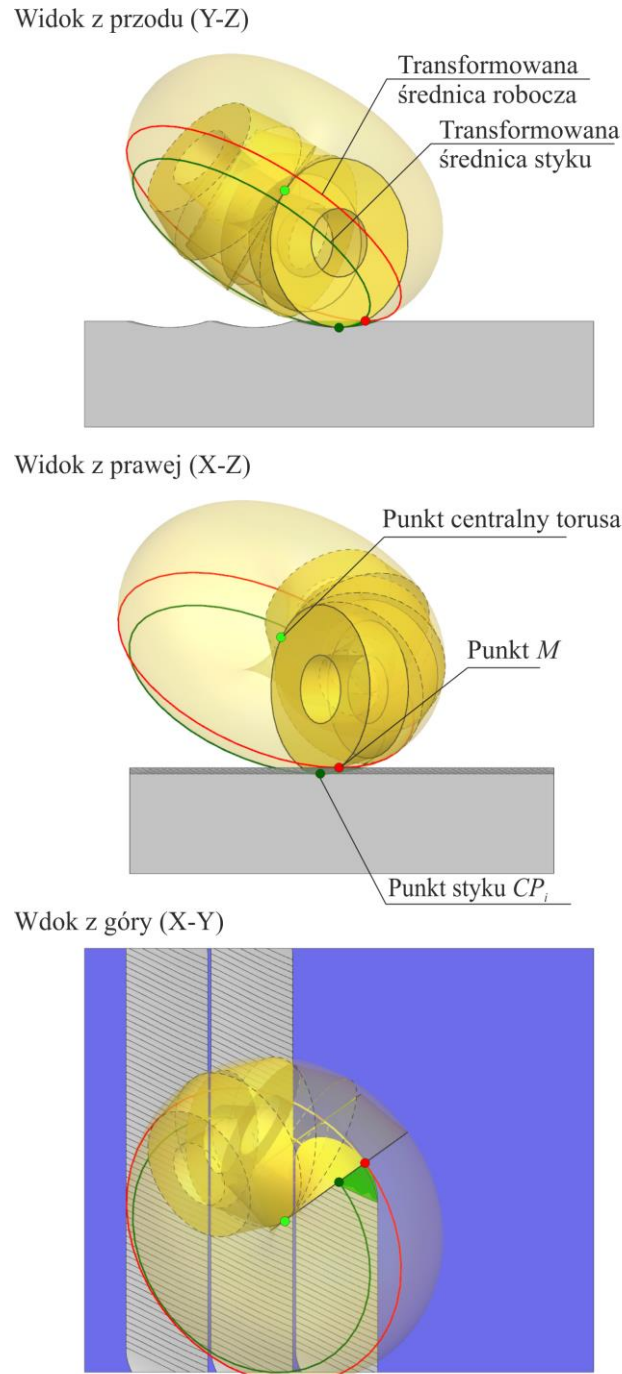 Widok z przodu (Y-Z)
Transformowana
średnica robocza
Transformowana
średnica styku
Widok z prawej (X-Z)
Punkt centralny torusa
Punkt M
Punkt styku CPᵢ
Wdok z góry (X-Y)